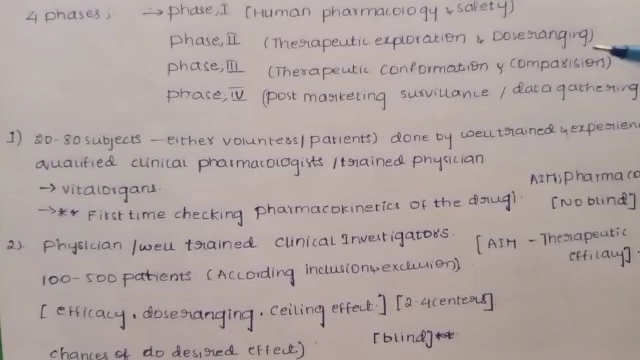 4 phases, → phase, I [Human pharmacology & safety)
phase, II (Therapeutic exploration & Doseranging)
phase, III (Therapeutic conformation & comparision)
phase, IV (post marketing survillance / data gathering
1) 20-80 subjects – either volunters / patients) done by well trained & experien
qualified clinical pharmacologists / trained physician
→ vitalorgans.
AIM; pharmaco
→ ** First time checking pharmacokinetics of the drug).
[No blind]
2). physician / well trained clinical Investigators.
[AIM - Therapeutic
efficacy].
100-500 patients (According inclusion & exclusion)
[efficacy. doseranging. ceiling effect.] [2-4 centers]
[blind]**
chances of do desired effect)